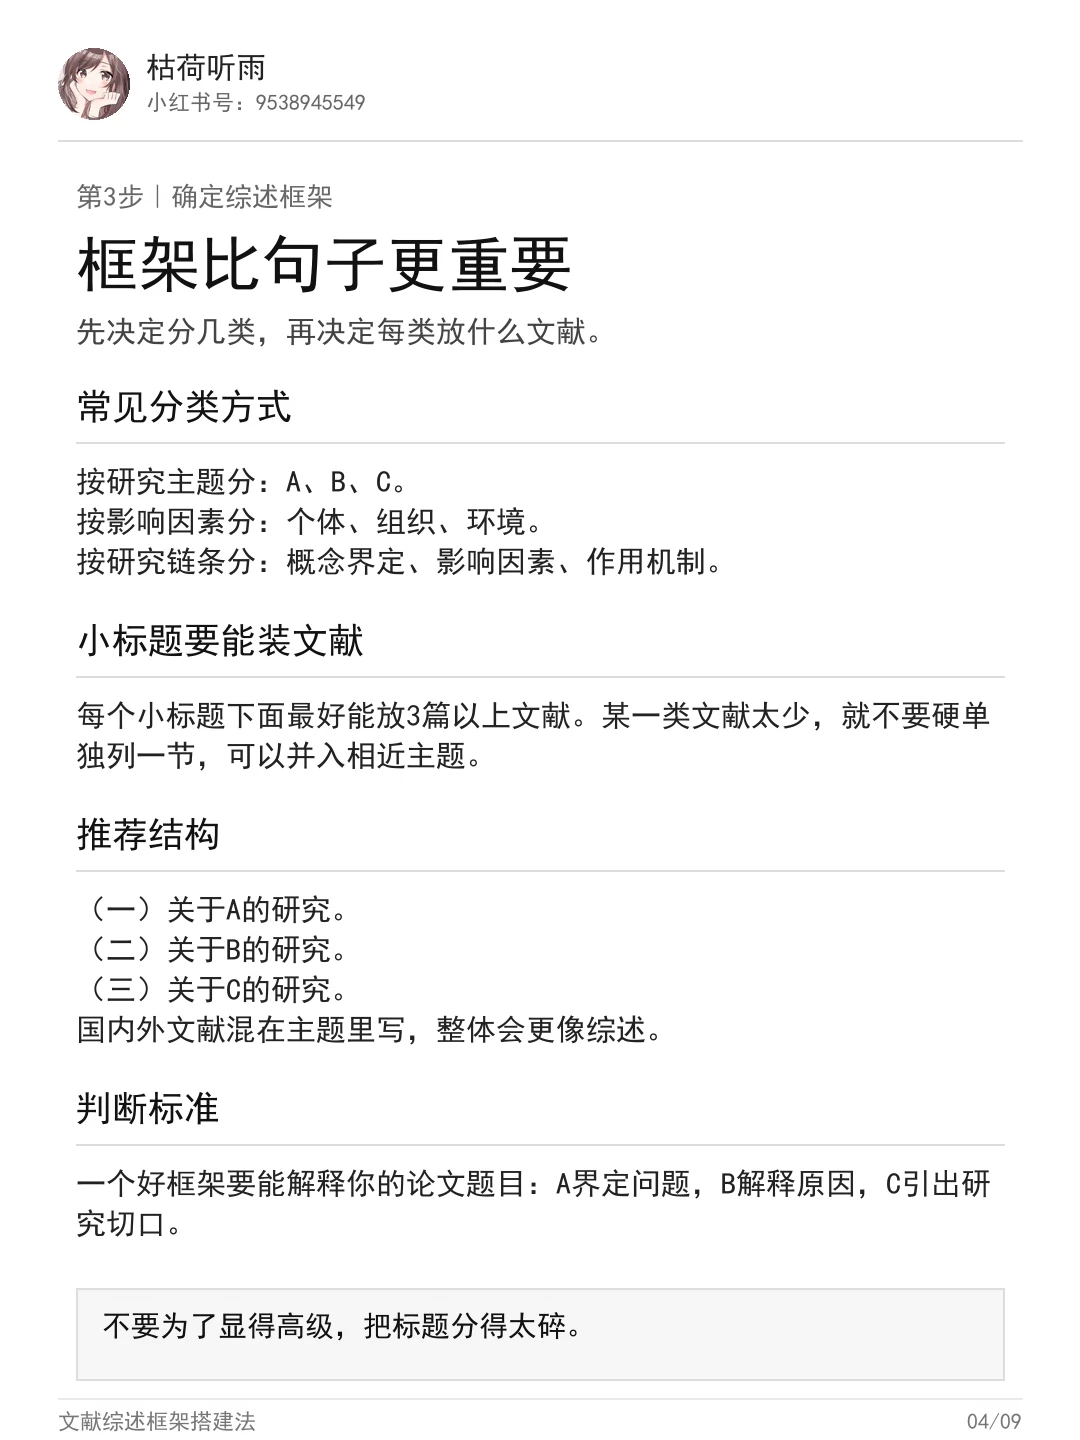 枯荷听雨
小红书号：9538945549
第3步｜确定综述框架
框架比句子更重要
先决定分几类，再决定每类放什么文献。
常见分类方式
按研究主题分：A、B、C。
按影响因素分：个体、组织、环境。
按研究链条分：概念界定、影响因素、作用机制。
小标题要能装文献
每个小标题下面最好能放3篇以上文献。某一类文献太少，就不要硬单
独列一节，可以并入相近主题。
推荐结构
（一）关于A的研究。
（二）关于B的研究。
（三）关于C的研究。
国内外文献混在主题里写，整体会更像综述。
判断标准
一个好框架要能解释你的论文题目：A界定问题，B解释原因，C引出研
究切口。
不要为了显得高级，把标题分得太碎。
文献综述框架搭建法
04/09